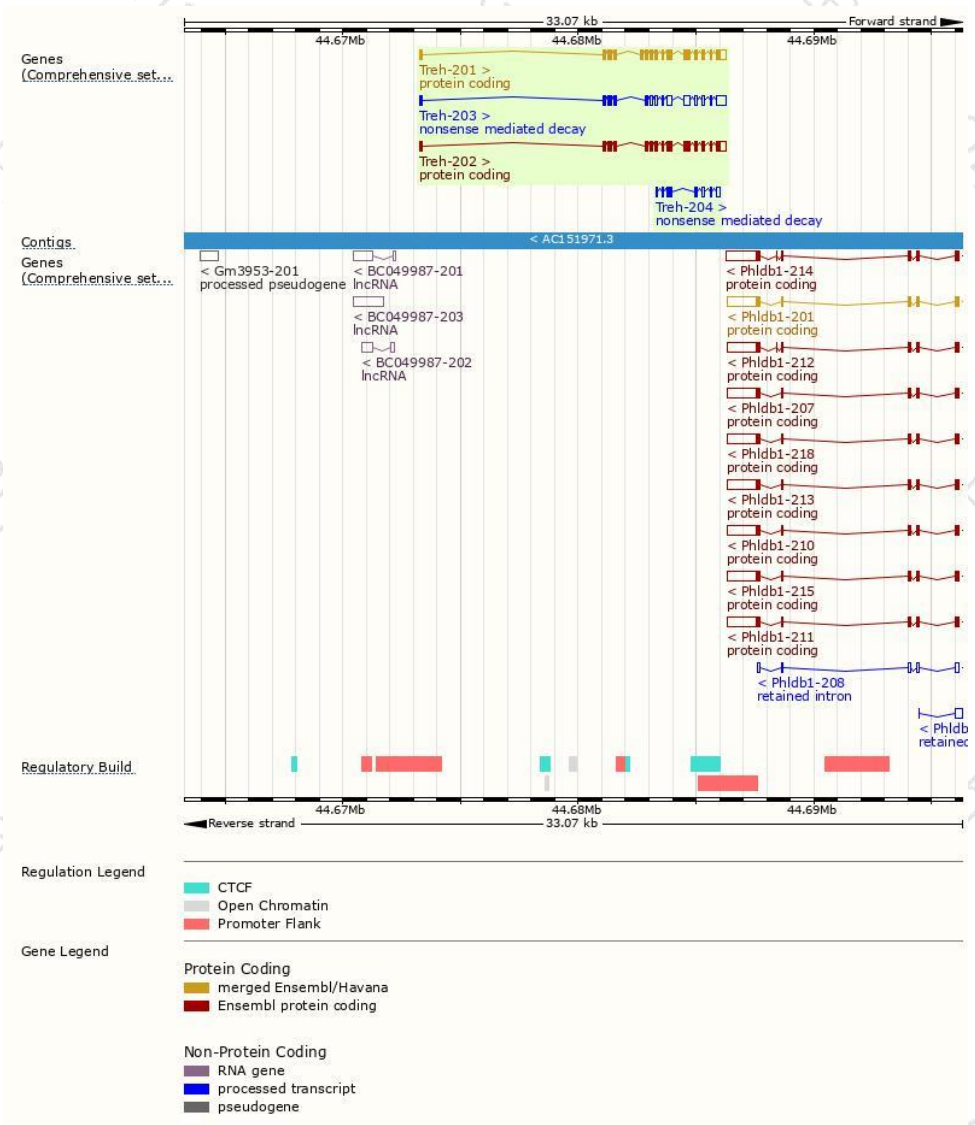 33.07 kb Forward strand
44.67Mb 44.68Mb 44.69Mb
Genes
(Comprehensive set...
Treh-201 >
protein coding
Treh-203 >
nonsense mediated decay
Treh-202 >
protein coding
Treh-204 >
nonsense mediated decay
Contigs
< AC151971.3
Genes
(Comprehensive set...
< Gm3953-201
processed pseudogene
< BC049987-201
lncRNA
< BC049987-203
lncRNA
< BC049987-202
lncRNA
< Phldb1-214
protein coding
< Phldb1-201
protein coding
< Phldb1-212
protein coding
< Phldb1-207
protein coding
< Phldb1-218
protein coding
< Phldb1-213
protein coding
< Phldb1-210
protein coding
< Phldb1-215
protein coding
< Phldb1-211
protein coding
< Phldb1-208
retained intron
< Phldb
retained
Regulatory Build
44.67Mb 44.68Mb 44.69Mb
Reverse strand 33.07 kb
Regulation Legend
CTCF
Open Chromatin
Promoter Flank
Gene Legend
Protein Coding
merged Ensembl/Havana
Ensembl protein coding
Non-Protein Coding
RNA gene
processed transcript
pseudogene